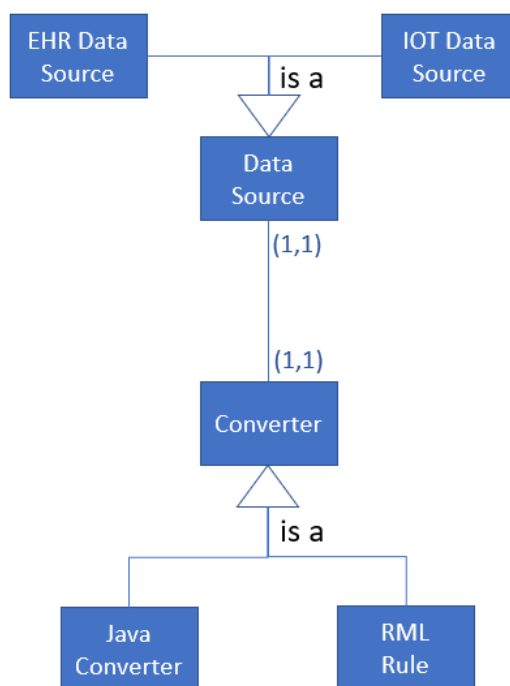 EHR Data
Source
IOT Data
Source
is a
Data
Source
(1,1)
(1,1)
Converter
is a
Java
Converter
RML
Rule